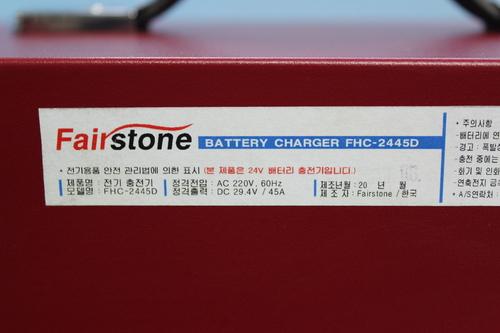 Fairstone
BATTERY CHARGER FHC-2445D
• 전기용품 안전 관리법에 의한 표시 (본 제품은 24V 배터리 충전기입니다.)
제품명 : 전기 충전기
모델명 : FHC-2445D
정격전압 : AC 220V, 60Hz
정격출력 : DC 29.4V / 45A
제조년월 : 20 년 월
제 조 자 : Fairstone / 한국
• 주의사항
-배터리에 연
-경고 : 폭발성
충전 중에는
-화기 및 인화
-연축전지 금
• A/S연락처 :